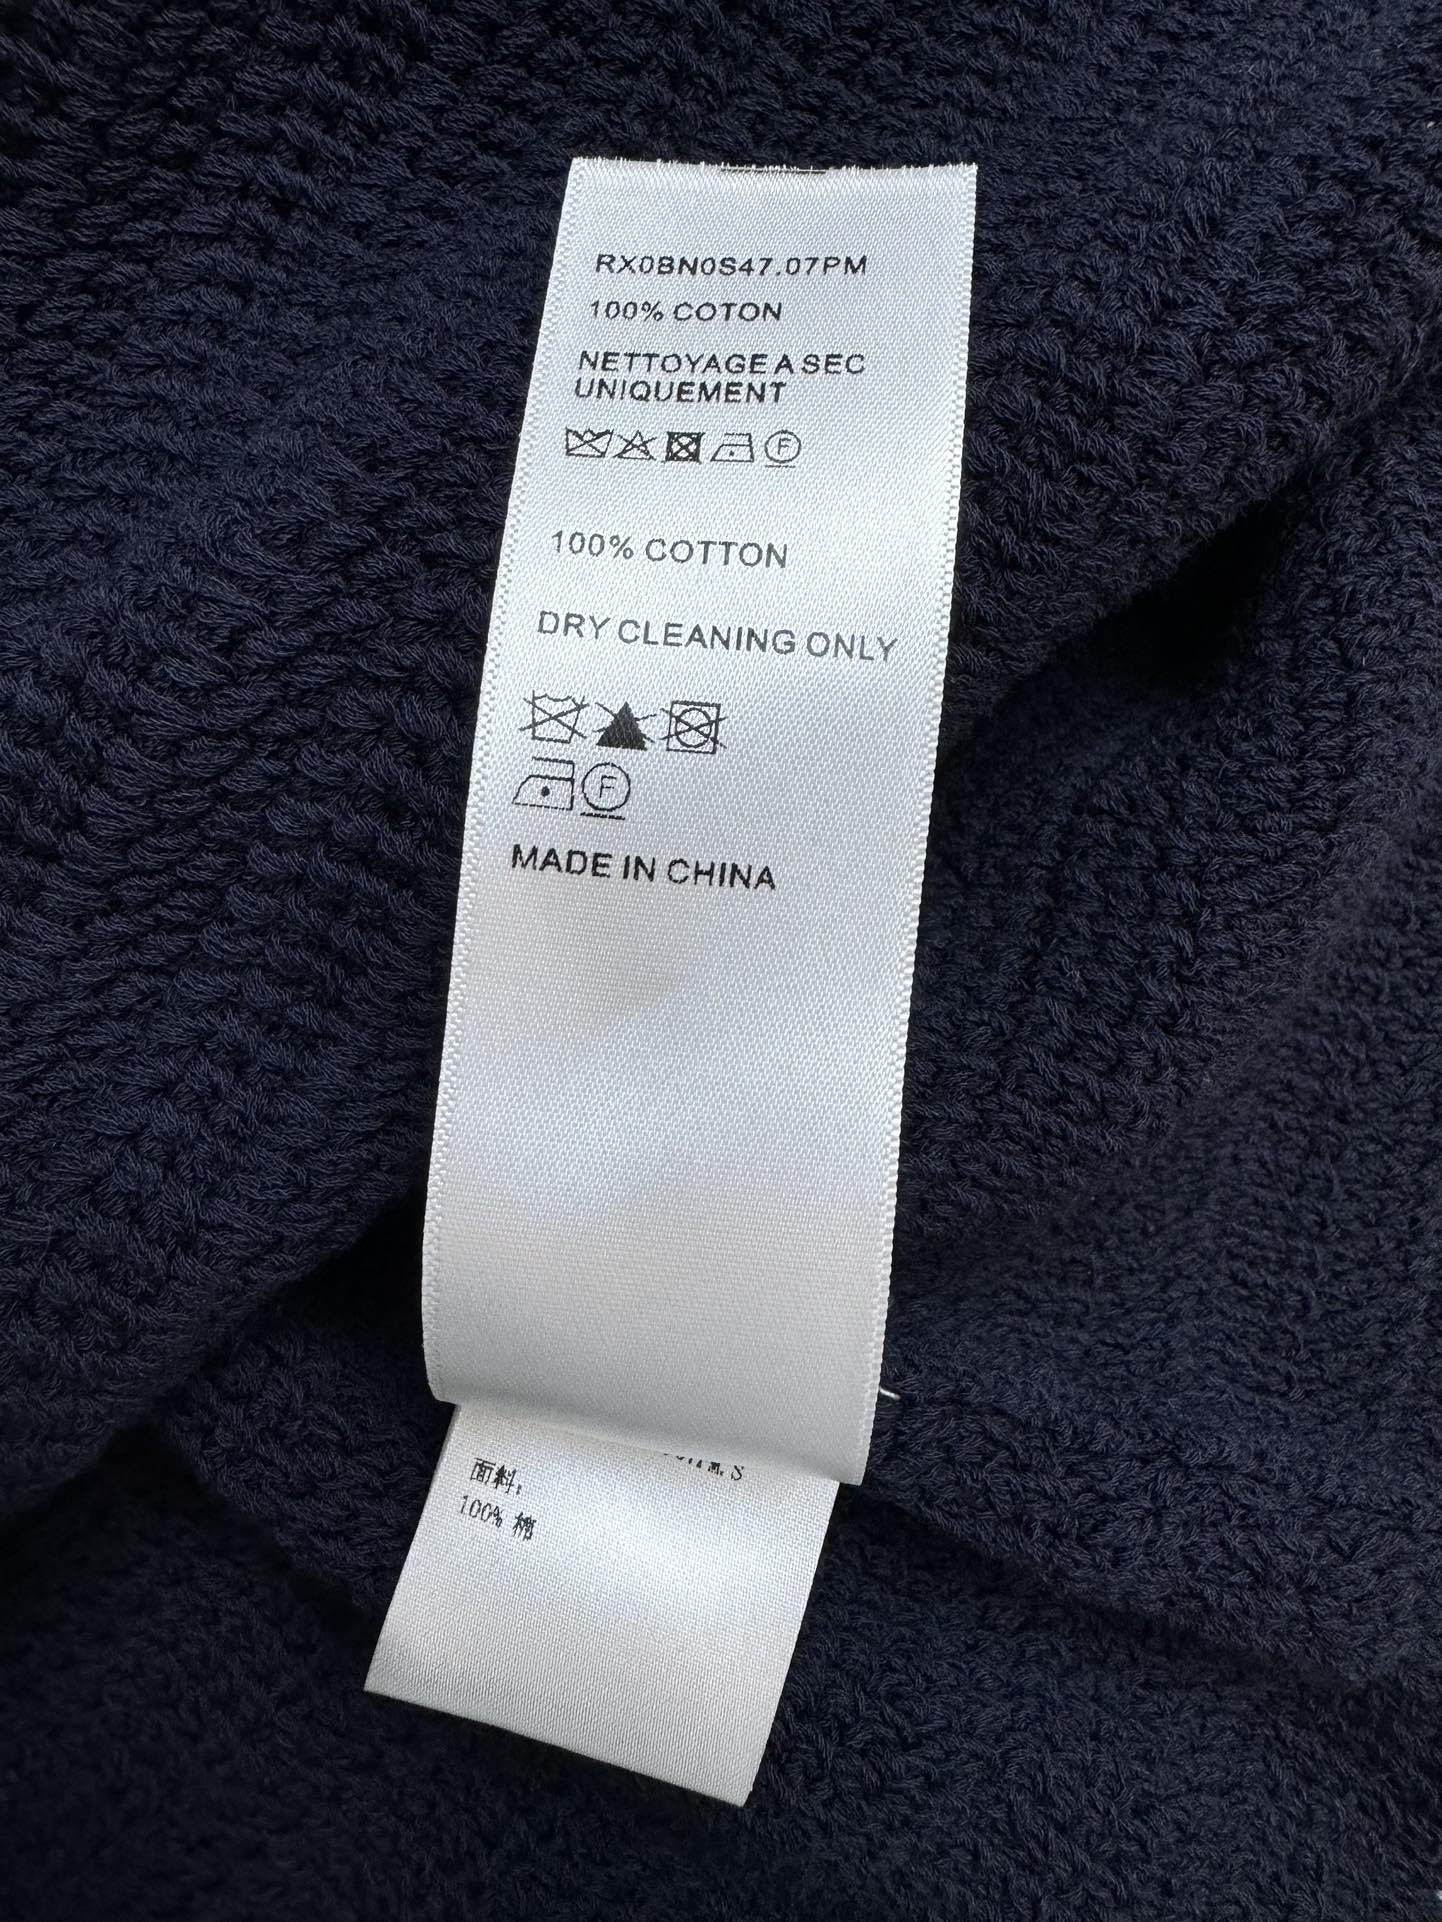 RX0BN0S47.07PM
100% COTON
NETTOYAGE A SEC
UNIQUEMENT
F
100% COTTON
DRY CLEANING ONLY
F
MADE IN CHINA
面料:
100% 棉